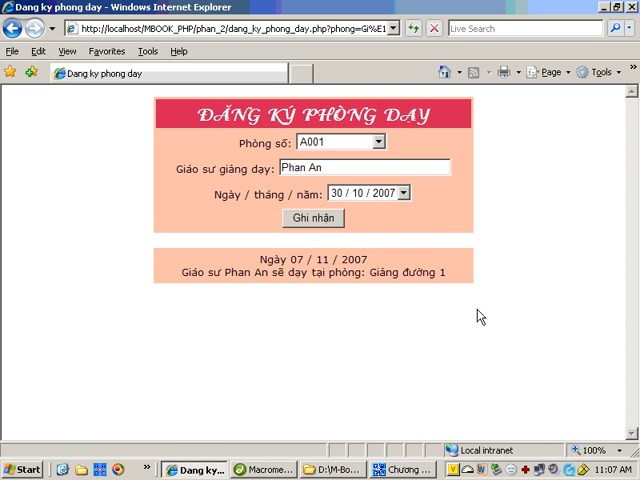 Dang ky phong day - Windows Internet Explorer
http://localhost/MBOOK_PHP/phan_2/dang_ky_phong_day.php?phong=Gi%E1
Live Search
File Edit View Favorites Tools Help
Dang ky phong day
Page Tools
ĐĂNG KÝ PHÒNG DẠY
Phòng số: A001
Giáo sư giảng dạy: Phan An
Ngày / tháng / năm: 30 / 10 / 2007
Ghi nhận
Ngày 07 / 11 / 2007
Giáo sư Phan An sẽ dạy tại phòng: Giảng đường 1
Local intranet 100%
Start Dang ky... Macrome... D:\M-Bo... Chương ... 11:07 AM